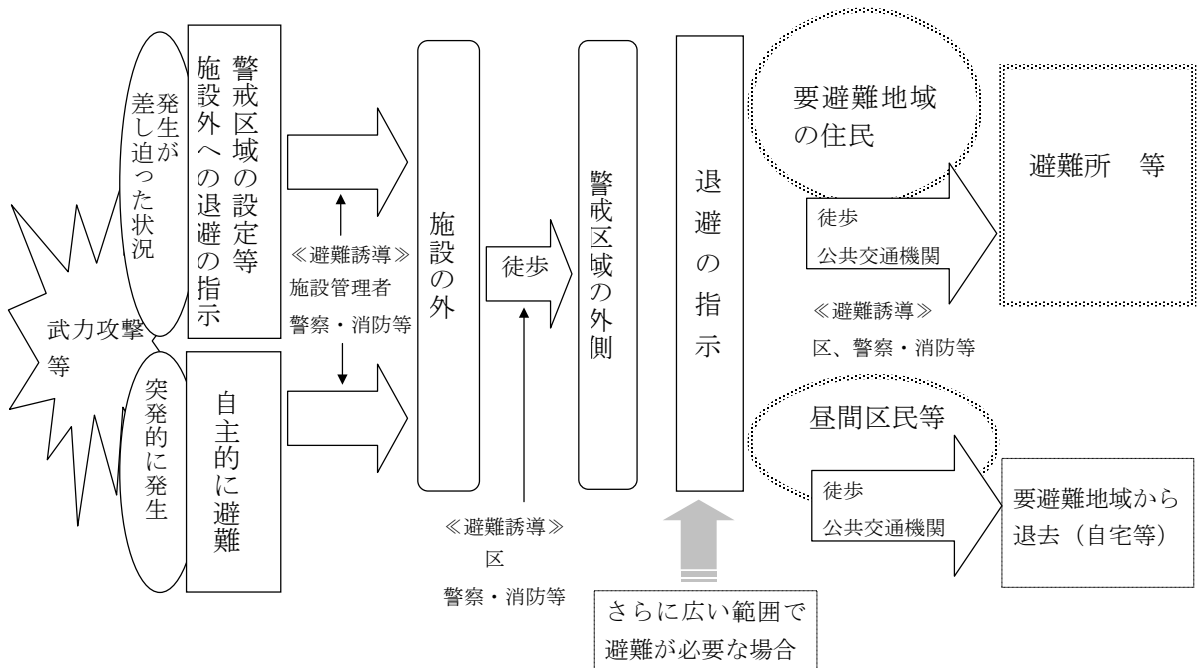 武力攻撃
等
発生が
差し迫った状況
突発的に発生
警戒区域の設定等
施設外への退避の指示
自主的に避難
≪避難誘導≫
施設管理者
警察・消防等
施設の外
徒歩
≪避難誘導≫
区
警察・消防等
警戒区域の外側
退避の指示
さらに広い範囲で
避難が必要な場合
要避難地域
の住民
徒歩
公共交通機関
≪避難誘導≫
区、警察・消防等
避難所　等
昼間区民等
徒歩
公共交通機関
要避難地域から
退去（自宅等）